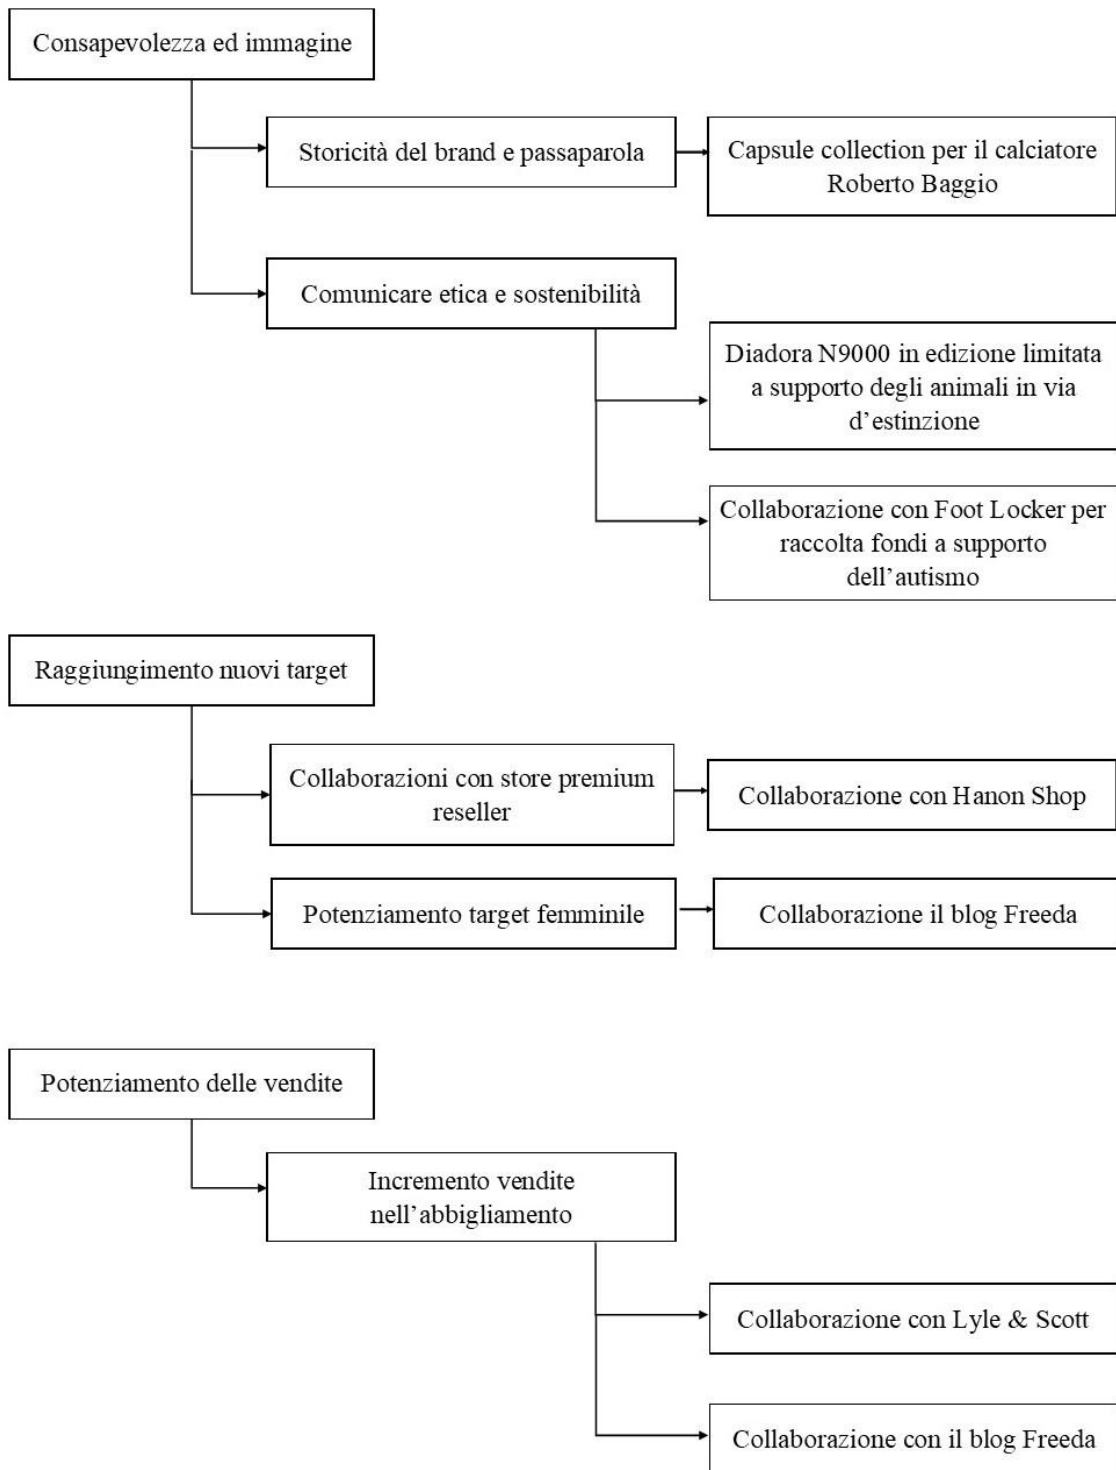 Consapevolezza ed immagine
Storicità del brand e passaparola
Capsule collection per il calciatore
Roberto Baggio
Comunicare etica e sostenibilità
Diadora N9000 in edizione limitata
a supporto degli animali in via
d’estinzione
Collaborazione con Foot Locker per
raccolta fondi a supporto
dell’autismo
Raggiungimento nuovi target
Collaborazioni con store premium
reseller
Collaborazione con Hanon Shop
Potenziamento target femminile
Collaborazione il blog Freeda
Potenziamento delle vendite
Incremento vendite
nell’abbigliamento
Collaborazione con Lyle & Scott
Collaborazione con il blog Freeda